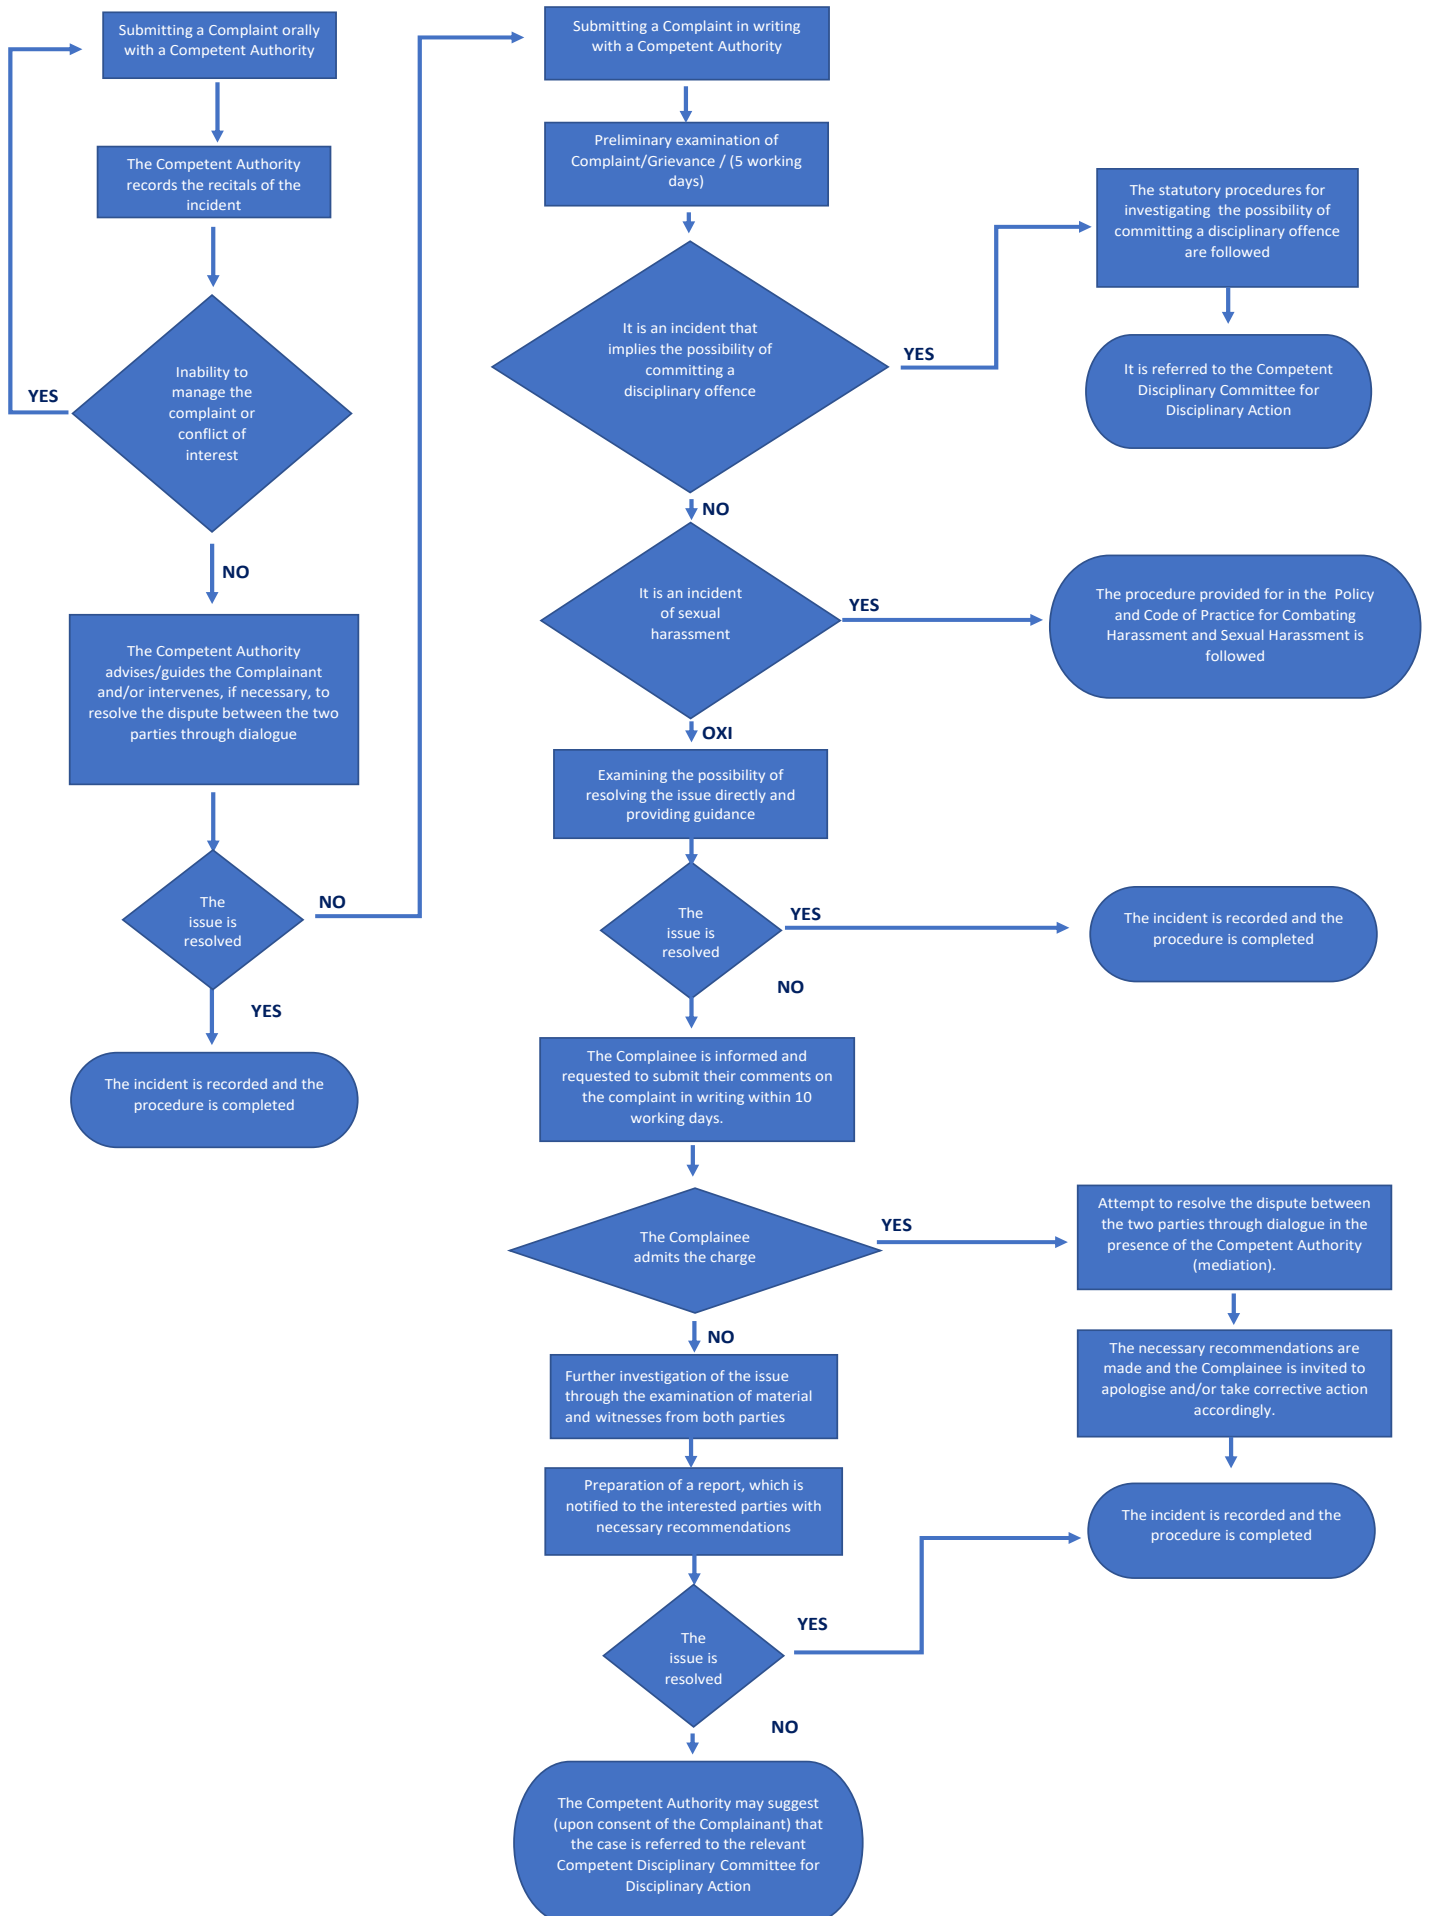 Submitting a Complaint orally
with a Competent Authority
The Competent Authority
records the recitals of the
incident
Inability to
manage the
complaint or
conflict of
interest
YES
NO
The Competent Authority
advises/guides the Complainant
and/or intervenes, if necessary, to
resolve the dispute between the two
parties through dialogue
The
issue is
resolved
NO
YES
The incident is recorded and the
procedure is completed
Submitting a Complaint in writing
with a Competent Authority
Preliminary examination of
Complaint/Grievance / (5 working
days)
It is an incident that
implies the possibility of
committing a
disciplinary offence
YES
The statutory procedures for
investigating the possibility of
committing a disciplinary offence
are followed
It is referred to the Competent
Disciplinary Committee for
Disciplinary Action
NO
It is an incident
of sexual
harassment
YES
The procedure provided for in the Policy
and Code of Practice for Combating
Harassment and Sexual Harassment is
followed
OXI
Examining the possibility of
resolving the issue directly and
providing guidance
The
issue is
resolved
YES
The incident is recorded and the
procedure is completed
NO
The Complainee is informed and
requested to submit their comments on
the complaint in writing within 10
working days.
The Complainee
admits the charge
YES
Attempt to resolve the dispute between
the two parties through dialogue in the
presence of the Competent Authority
(mediation).
The necessary recommendations are
made and the Complainee is invited to
apologise and/or take corrective action
accordingly.
The incident is recorded and the
procedure is completed
NO
Further investigation of the issue
through the examination of material
and witnesses from both parties
Preparation of a report, which is
notified to the interested parties with
necessary recommendations
The
issue is
resolved
YES
NO
The Competent Authority may suggest
(upon consent of the Complainant) that
the case is referred to the relevant
Competent Disciplinary Committee for
Disciplinary Action